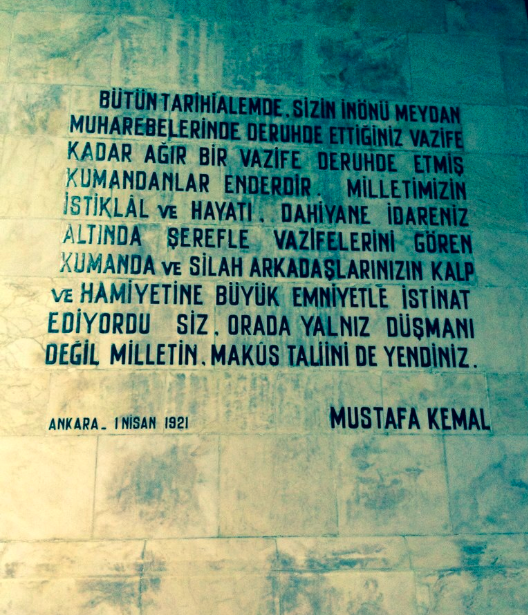 BÜTÜN TARİHİALEMDE. SİZİN İNÖNÜ MEYDAN
MUHAREBELERİNDE DERUHDE ETTİĞİNİZ VAZİFE
KADAR AĞIR BİR VAZİFE DERUHDE ETMİŞ
KUMANDANLAR ENDERDİR. MİLLETİMİZİN
İSTİKLÂL VE HAYATI. DAHİYANE İDARENİZ
ALTINDA ŞEREFLE VAZİFELERİNİ GÖREN
KUMANDA VE SİLAH ARKADAŞLARINIZIN KALP
VE HAMİYETİNE BÜYÜK EMNİYETLE İSTİNAT
EDİYORDU SİZ. ORADA YALNIZ DÜŞMANI
DEĞİL MİLLETİN. MAKÛS TALİİNİ DE YENDİNİZ.
ANKARA_ 1 NİSAN 1921
MUSTAFA KEMAL